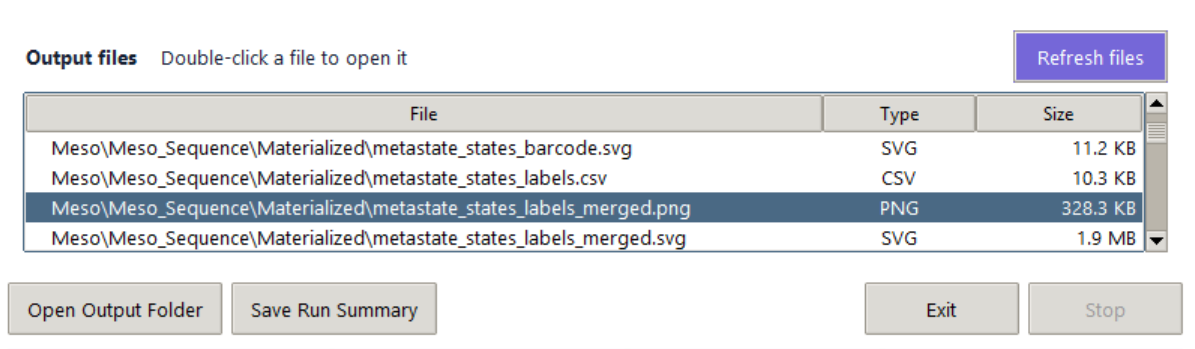 Output files Double-click a file to open it Refresh files
File Type Size
Meso\Meso_Sequence\Materialized\metastate_states_barcode.svg SVG 11.2 KB
Meso\Meso_Sequence\Materialized\metastate_states_labels.csv CSV 10.3 KB
Meso\Meso_Sequence\Materialized\metastate_states_labels_merged.png PNG 328.3 KB
Meso\Meso_Sequence\Materialized\metastate_states_labels_merged.svg SVG 1.9 MB
Open Output Folder Save Run Summary Exit Stop